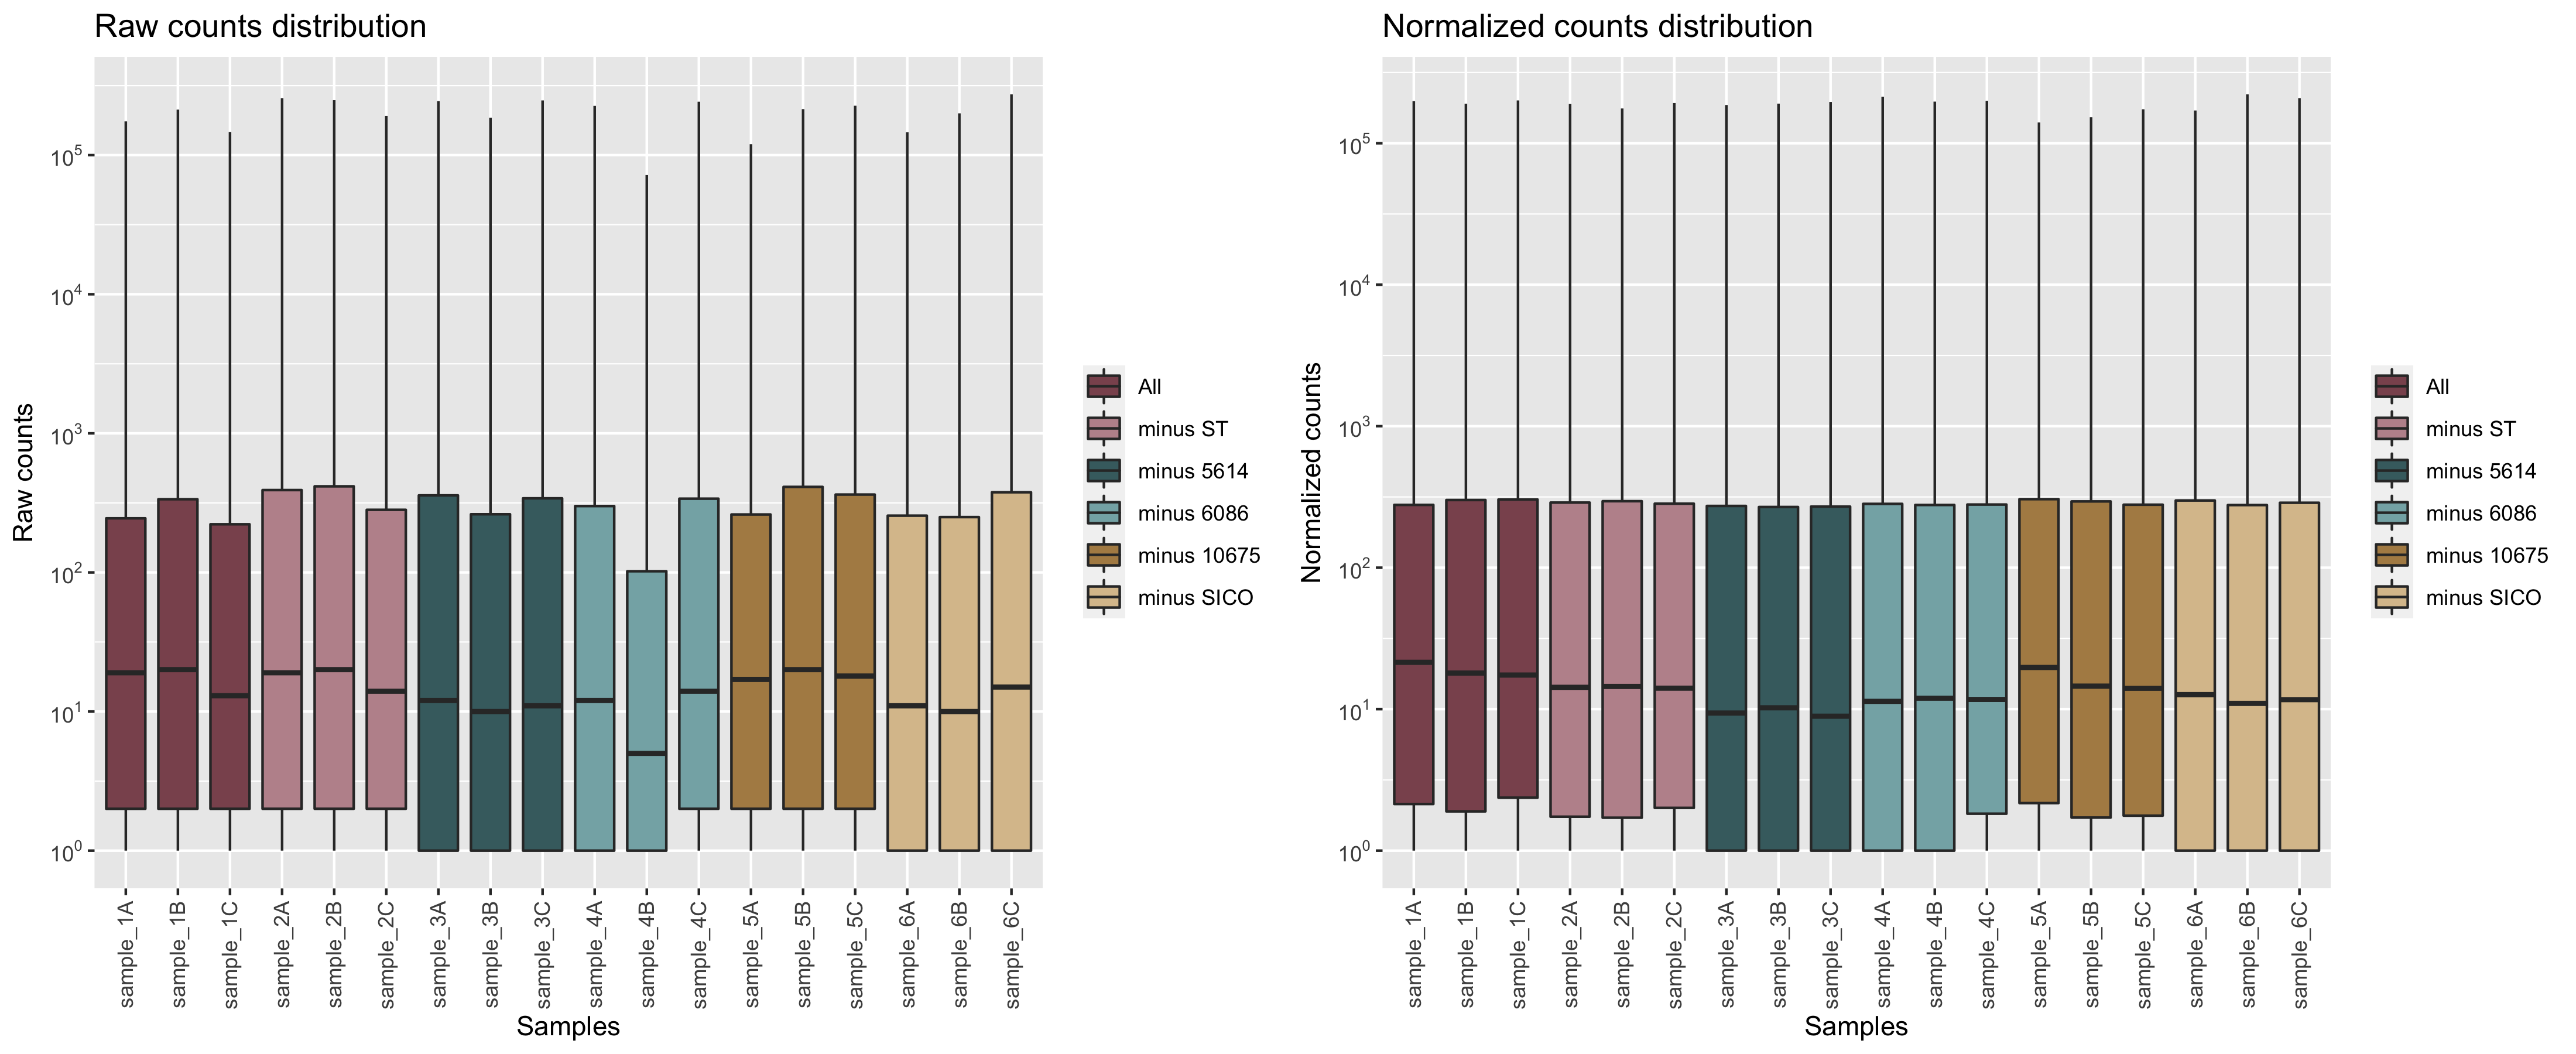 Raw counts distribution
Raw counts
10^5
10^4
10^3
10^2
10^1
10^0
sample_1A
sample_1B
sample_1C
sample_2A
sample_2B
sample_2C
sample_3A
sample_3B
sample_3C
sample_4A
sample_4B
sample_4C
sample_5A
sample_5B
sample_5C
sample_6A
sample_6B
sample_6C
Samples
All
minus ST
minus 5614
minus 6086
minus 10675
minus SICO
Normalized counts distribution
Normalized counts
10^5
10^4
10^3
10^2
10^1
10^0
sample_1A
sample_1B
sample_1C
sample_2A
sample_2B
sample_2C
sample_3A
sample_3B
sample_3C
sample_4A
sample_4B
sample_4C
sample_5A
sample_5B
sample_5C
sample_6A
sample_6B
sample_6C
Samples
All
minus ST
minus 5614
minus 6086
minus 10675
minus SICO